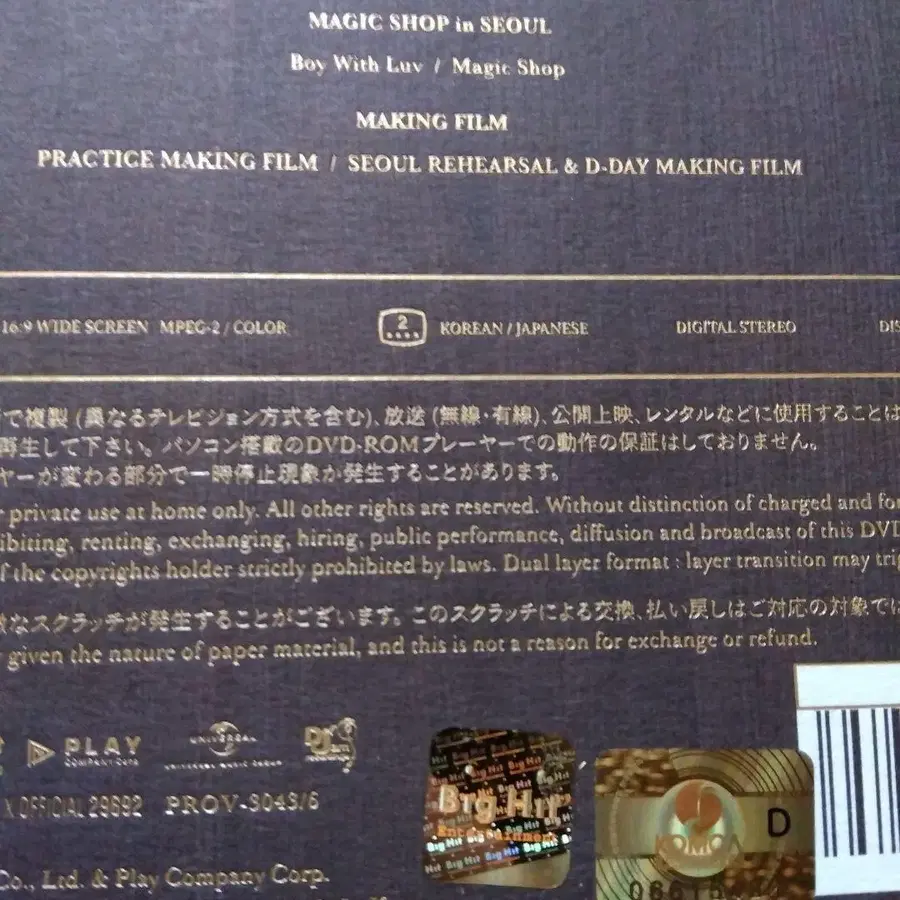 MAGIC SHOP in SEOUL
Boy With Luv / Magic Shop
MAKING FILM
PRACTICE MAKING FILM / SEOUL REHEARSAL & D-DAY MAKING FILM
16:9 WIDE SCREEN MPEG-2 / COLOR
2
KOREAN / JAPANESE
DIGITAL STEREO
で複製 (異なるテレビジョン方式を含む)、放送 (無線・有線)、公開上映、レンタルなどに使用することは
再生して下さい。パソコン搭載のDVD-ROMプレーヤーでの動作の保証はしておりません。
ヤーが変わる部分で一時停止現象が発生することがあります。
private use at home only. All other rights are reserved. Without distinction of charged and
ibiting, renting, exchanging, hiring, public performance, diffusion and broadcast of this DVD
f the copyrights holder strictly prohibited by laws. Dual layer format : layer transition may
なスクラッチが発生することがございます。このスクラッチによる交換、払い戻しはご対応の対象では
given the nature of paper material, and this is not a reason for exchange or refund.
PLAY
COMPANY CORP.
UNIVERSAL
UNIVERSAL MUSIC GROUP
Def Jam
OFFICIAL 29692 PROV-3045/6
Big Hit
Entertainment
KOMCA
D
Co., Ltd. & Play Company Corp.